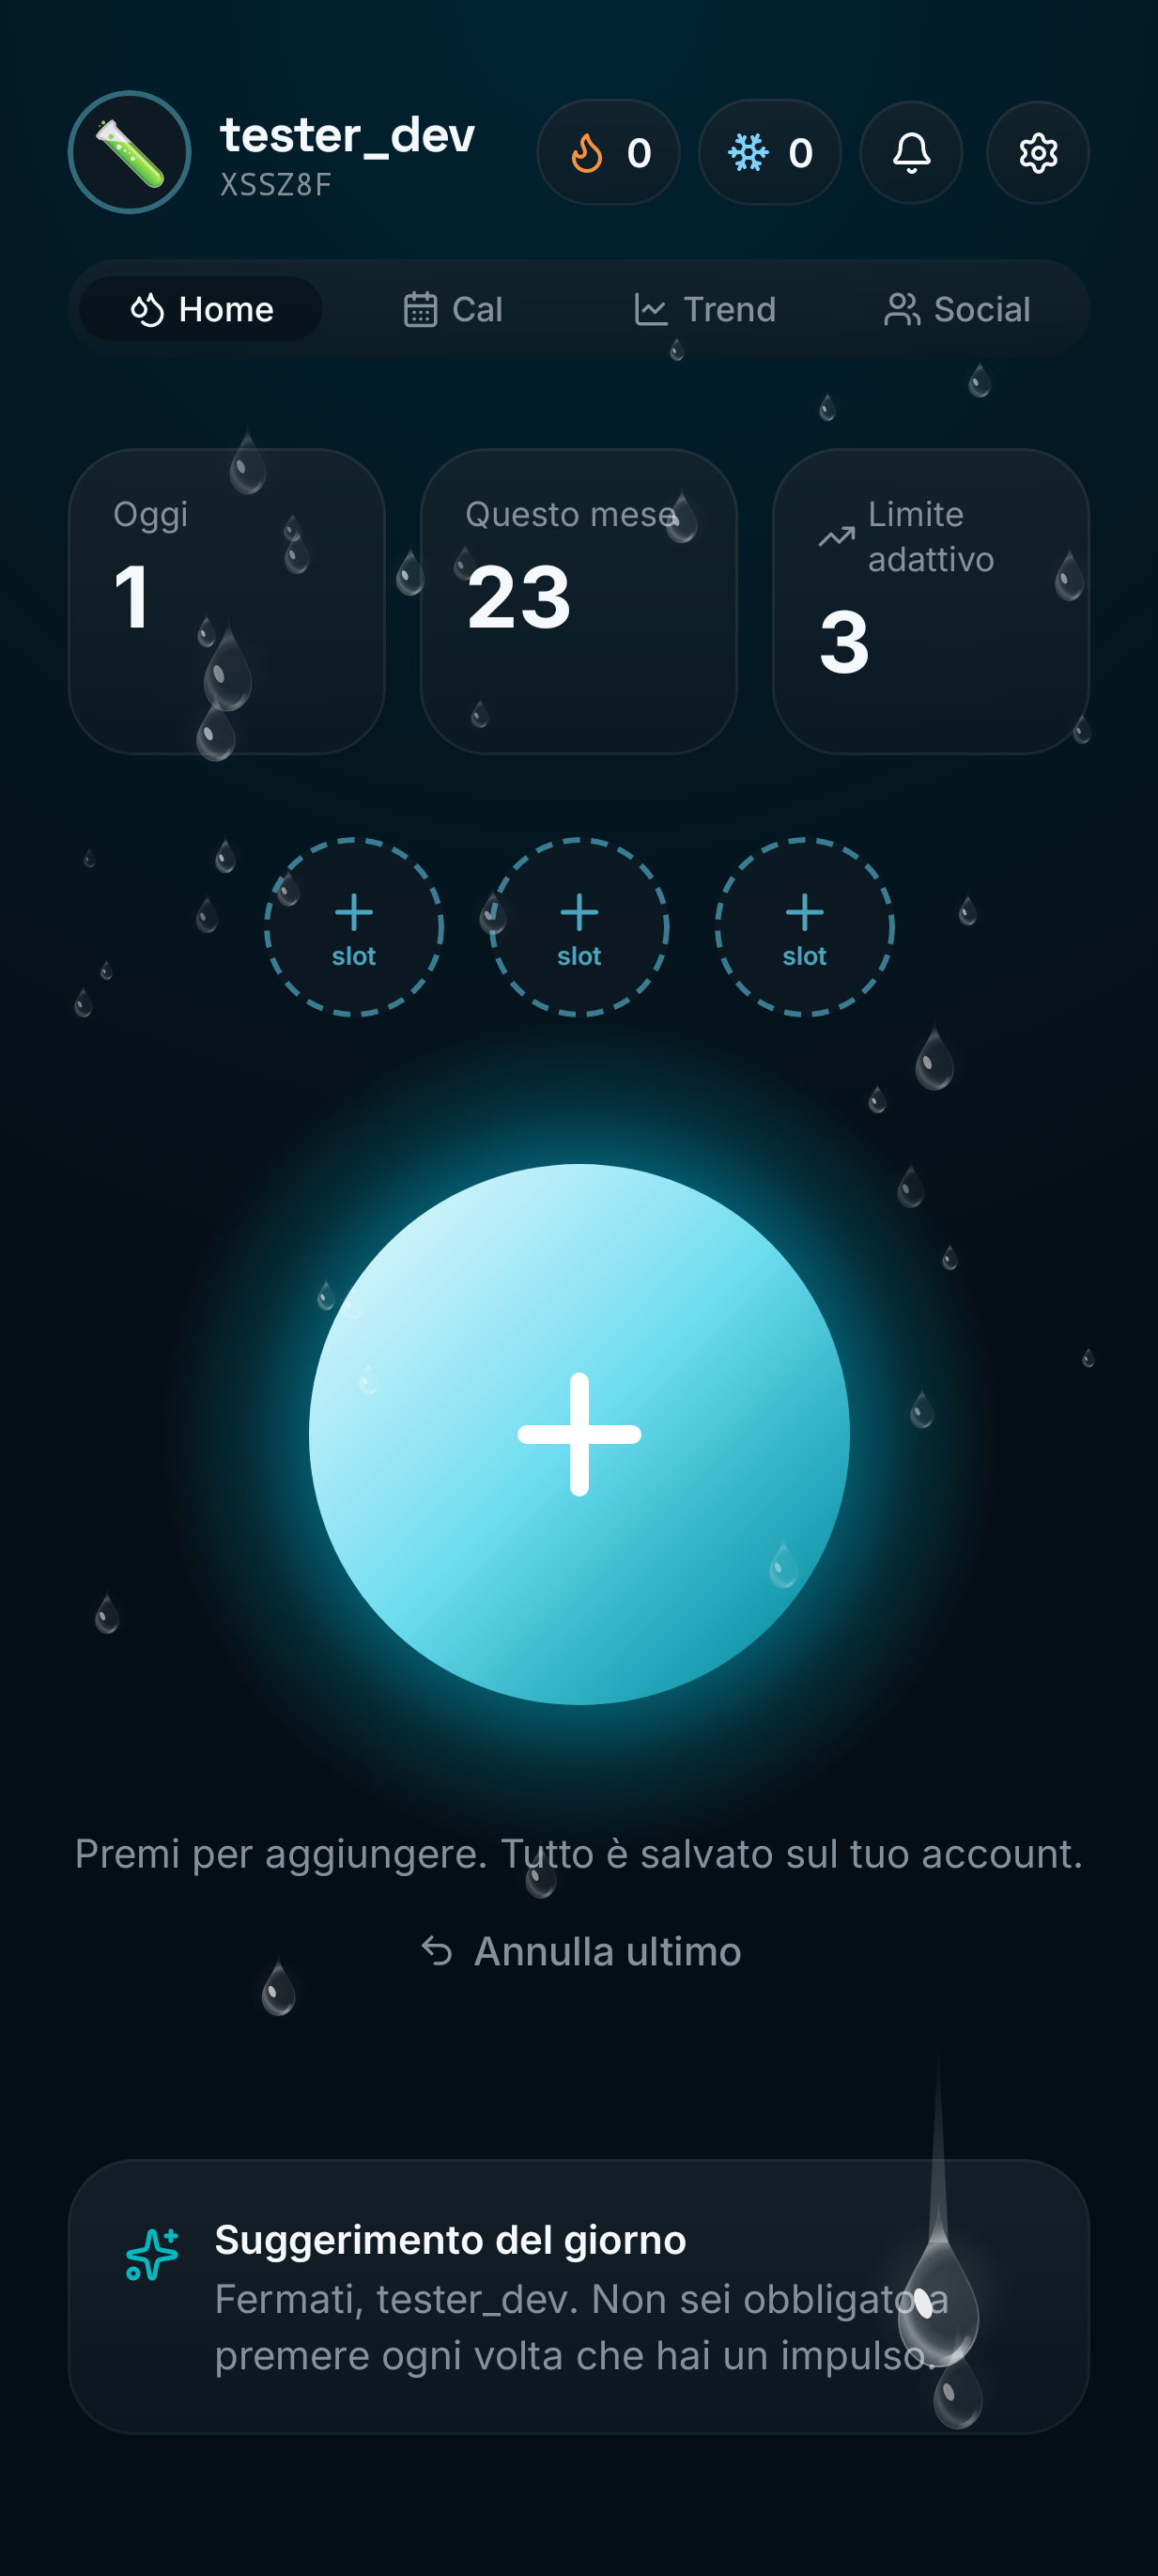 tester_dev
XSSZ8F
0
0
Home
Cal
Trend
Social
Oggi
1
Questo mese
23
Limite
adattivo
3
slot
slot
slot
Premi per aggiungere. Tutto è salvato sul tuo account.
Annulla ultimo
Suggerimento del giorno
Fermati, tester_dev. Non sei obbligato a
premere ogni volta che hai un impulso.